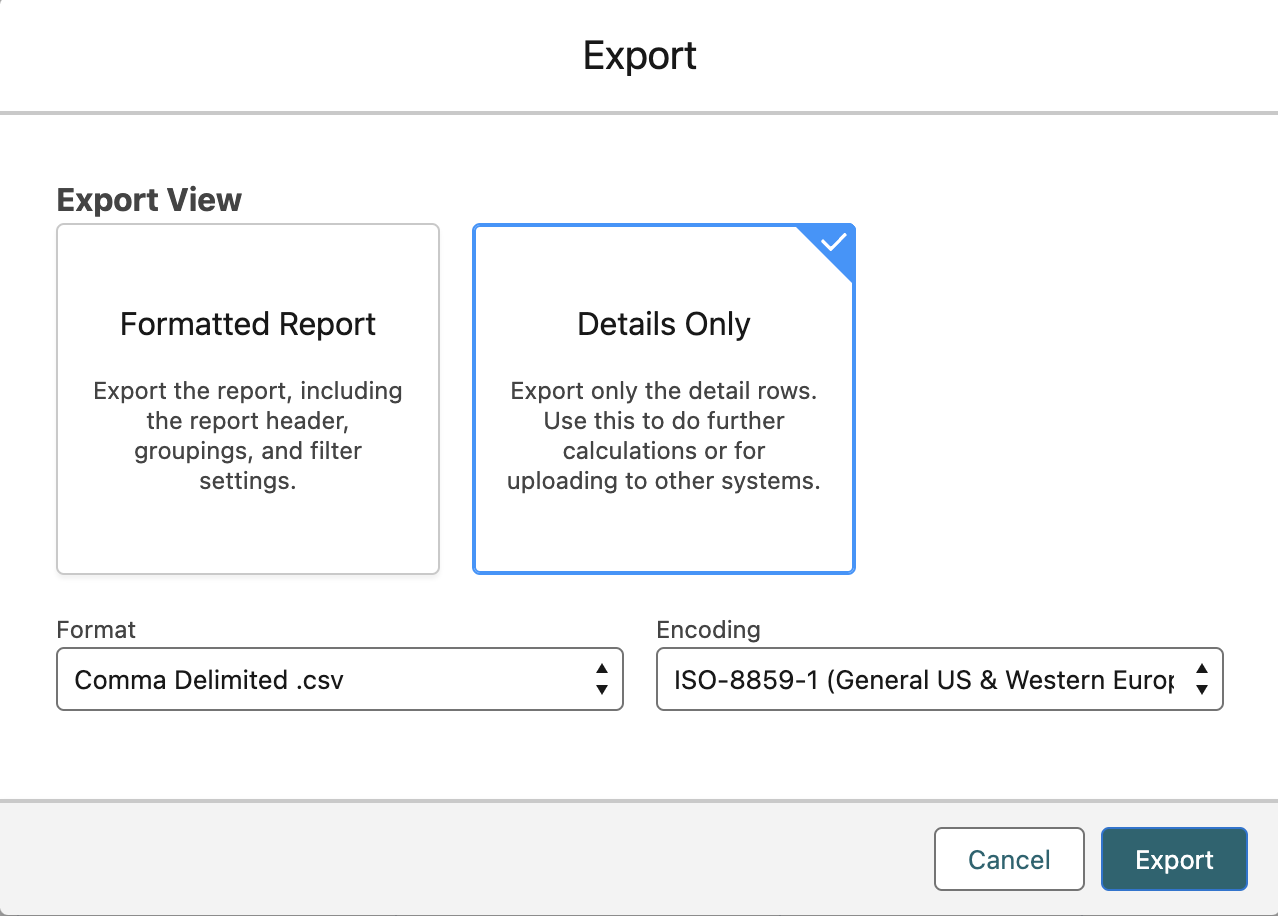 Export
Export View
Formatted Report
Export the report, including
the report header,
groupings, and filter
settings.
Details Only
Export only the detail rows.
Use this to do further
calculations or for
uploading to other systems.
Format
Comma Delimited .csv
Encoding
ISO-8859-1 (General US & Western Europ
Cancel
Export